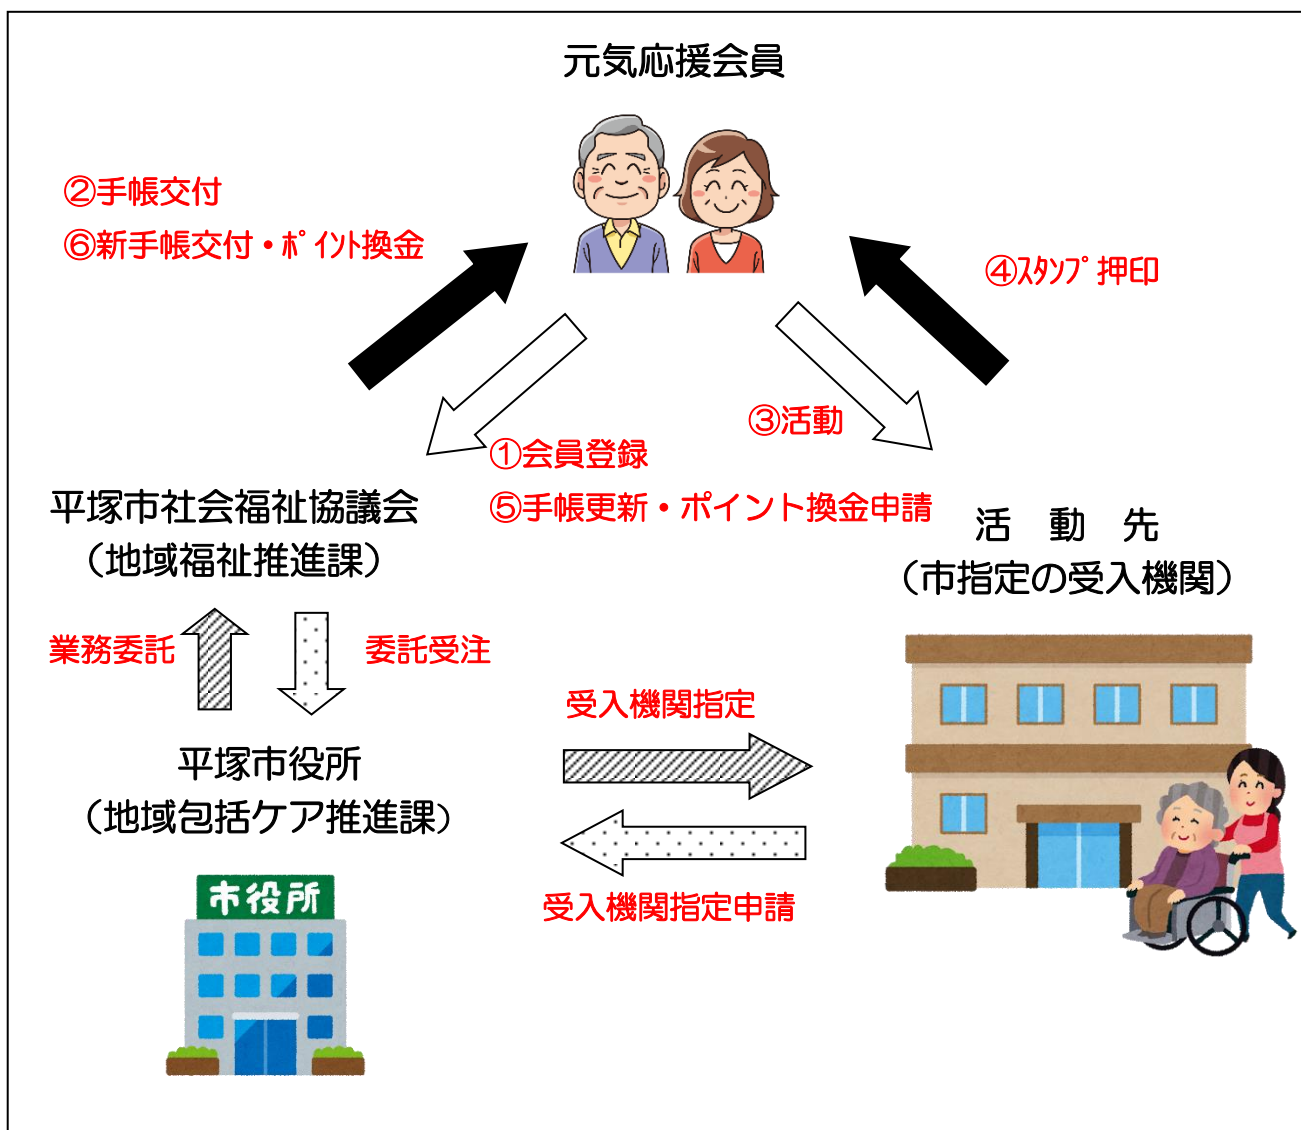 元気応援会員
②手帳交付
⑥新手帳交付・ﾎﾟｲﾝﾄ換金
④ｽﾀﾝﾌﾟ押印
③活動
①会員登録
⑤手帳更新・ポイント換金申請
平塚市社会福祉協議会
（地域福祉推進課）
活　動　先
（市指定の受入機関）
業務委託
委託受注
受入機関指定
平塚市役所
（地域包括ケア推進課）
受入機関指定申請
市役所